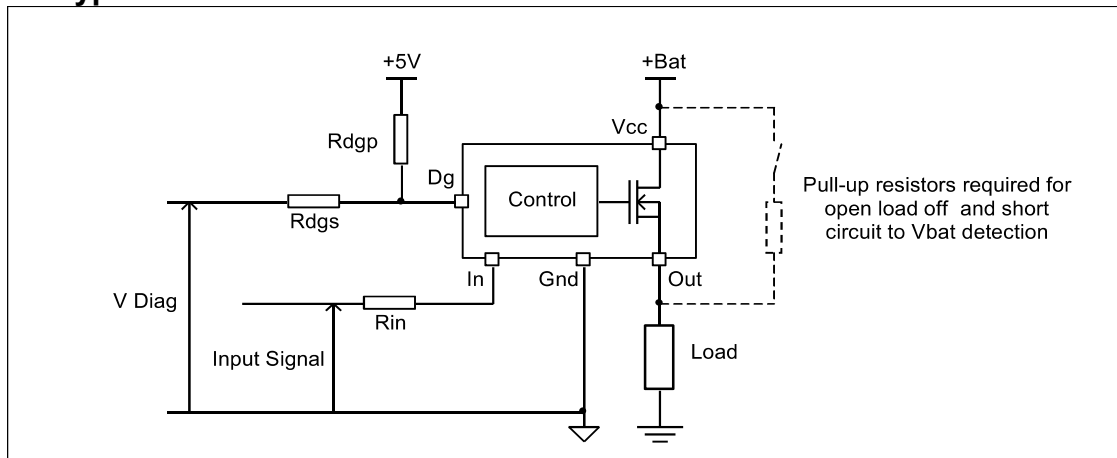 +5V
+Bat
Rdgp
Vcc
Dg
Control
Rdgs
Pull-up resistors required for
open load off and short
circuit to Vbat detection
In
Gnd
Out
V Diag
Rin
Input Signal
Load